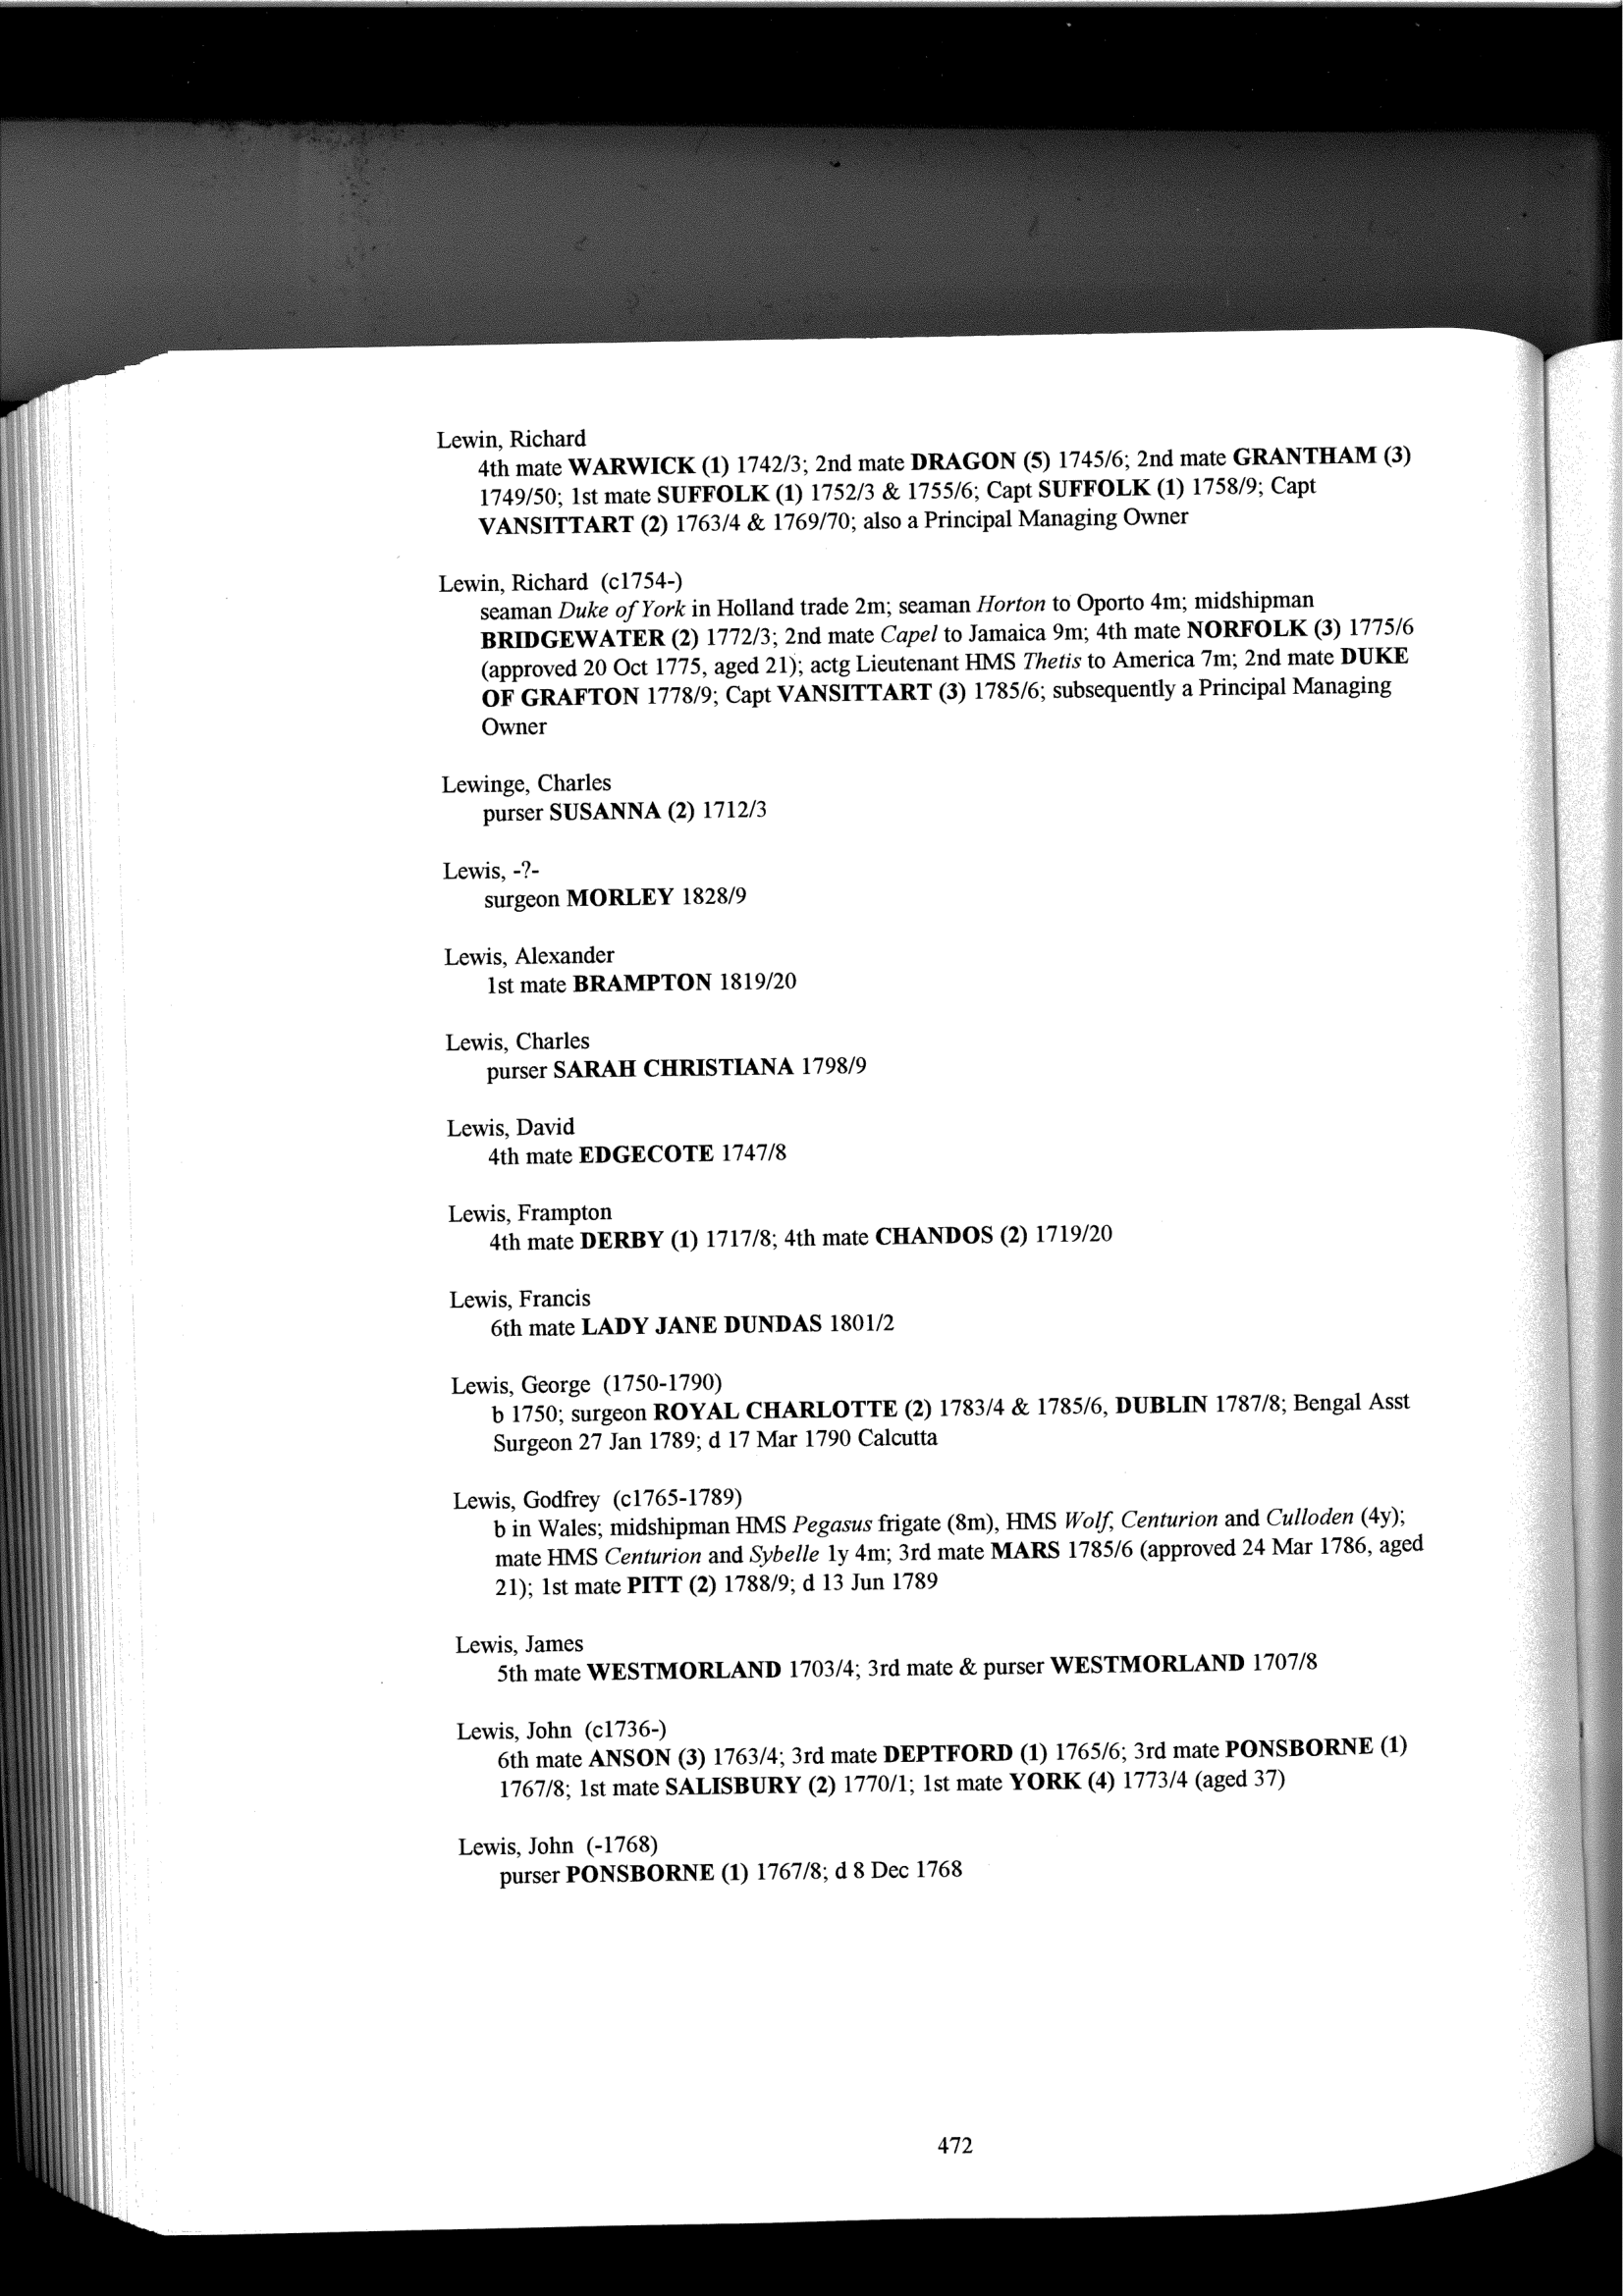 Lewin, Richard
4th mate WARWICK (1) 1742/3; 2nd mate DRAGON (5) 1745/6; 2nd mate GRANTHAM (3)
1749/50; 1st mate SUFFOLK (1) 1752/3 & 1755/6; Capt SUFFOLK (1) 1758/9; Capt
VANSITTART (2) 1763/4 & 1769/70; also a Principal Managing Owner
Lewin, Richard (c1754-)
seaman Duke of York in Holland trade 2m; seaman Horton to Oporto 4m; midshipman
BRIDGEWATER (2) 1772/3; 2nd mate Capel to Jamaica 9m; 4th mate NORFOLK (3) 1775/6
(approved 20 Oct 1775, aged 21); actg Lieutenant HMS Thetis to America 7m; 2nd mate DUKE
OF GRAFTON 1778/9; Capt VANSITTART (3) 1785/6; subsequently a Principal Managing
Owner
Lewinge, Charles
purser SUSANNA (2) 1712/3
Lewis, -?-
surgeon MORLEY 1828/9
Lewis, Alexander
1st mate BRAMPTON 1819/20
Lewis, Charles
purser SARAH CHRISTIANA 1798/9
Lewis, David
4th mate EDGECOTE 1747/8
Lewis, Frampton
4th mate DERBY (1) 1717/8; 4th mate CHANDOS (2) 1719/20
Lewis, Francis
6th mate LADY JANE DUNDAS 1801/2
Lewis, George (1750-1790)
b 1750; surgeon ROYAL CHARLOTTE (2) 1783/4 & 1785/6, DUBLIN 1787/8; Bengal Asst
Surgeon 27 Jan 1789; d 17 Mar 1790 Calcutta
Lewis, Godfrey (c1765-1789)
b in Wales; midshipman HMS Pegasus frigate (8m), HMS Wolf, Centurion and Culloden (4y);
mate HMS Centurion and Sybelle 1y 4m; 3rd mate MARS 1785/6 (approved 24 Mar 1786, aged
21); 1st mate PITT (2) 1788/9; d 13 Jun 1789
Lewis, James
5th mate WESTMORLAND 1703/4; 3rd mate & purser WESTMORLAND 1707/8
Lewis, John (c1736-)
6th mate ANSON (3) 1763/4; 3rd mate DEPTFORD (1) 1765/6; 3rd mate PONSBORNE (1)
1767/8; 1st mate SALISBURY (2) 1770/1; 1st mate YORK (4) 1773/4 (aged 37)
Lewis, John (-1768)
purser PONSBORNE (1) 1767/8; d 8 Dec 1768
472